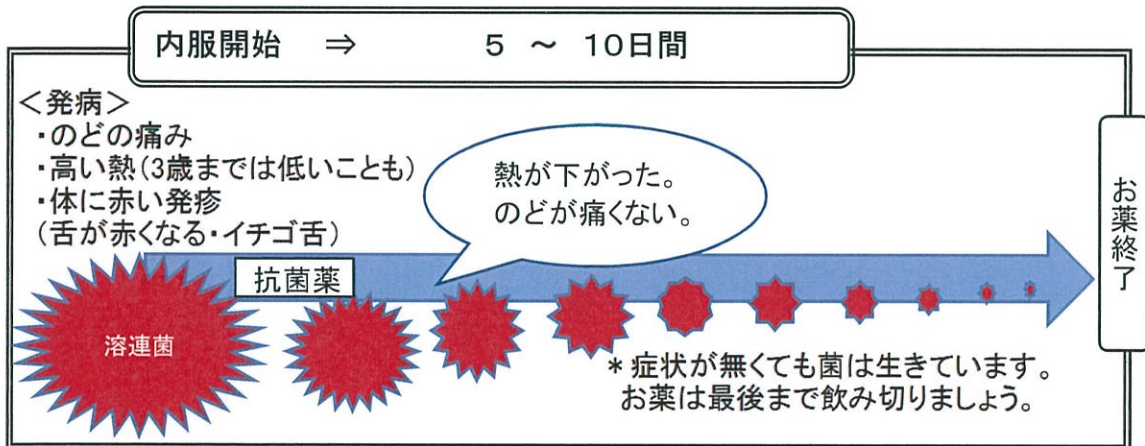 内服開始 ⇒ 5 ～ 10日間
＜発病＞
・のどの痛み
・高い熱(3歳までは低いことも)
・体に赤い発疹
(舌が赤くなる・イチゴ舌)
熱が下がった。
のどが痛くない。
抗菌薬
溶連菌
お薬終了
＊症状が無くても菌は生きています。
お薬は最後まで飲み切りましょう。